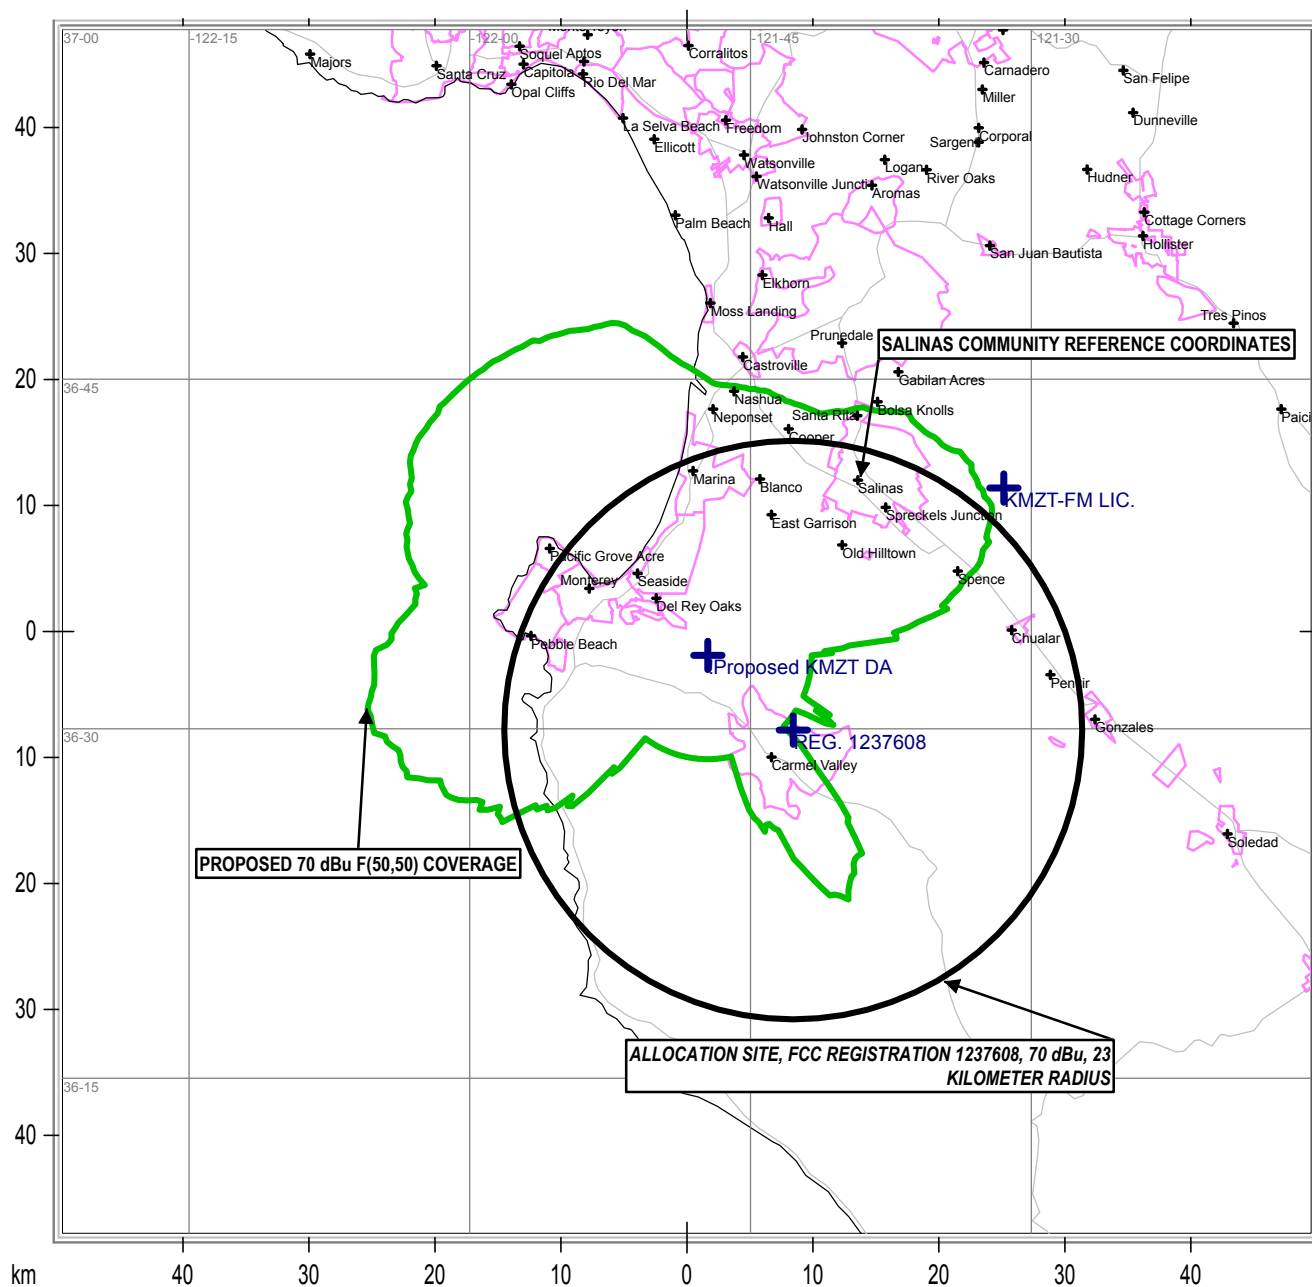 37-00
-122-15
-122-00
-121-45
-121-30
Corralitos
Majors
Soquel Aptos
Santa Cruz
Capitola
Rio Del Mar
Opal Cliffs
Carnadero
San Felipe
Miller
Dunneville
40
La Selva Beach
Freedom
Johnston Corner
Sargent
Corporal
Ellicott
Watsonville
Logan
River Oaks
Hudner
Watsonville Juncti
Aromas
Palm Beach
Hall
Cottage Corners
Hollister
30
San Juan Bautista
Elkhorn
Moss Landing
Tres Pinos
Prunedale
SALINAS COMMUNITY REFERENCE COORDINATES
Castroville
20
36-45
Gabilan Acres
Nashua
Neponset
Santa Rita
Bolsa Knolls
Paici
Cooper
Marina
Blanco
Salinas
10
KMZT-FM LIC.
Spreckels Junction
East Garrison
Old Hilltown
Pacific Grove Acre
Monterey
Seaside
Spence
Del Rey Oaks
0
Pebble Beach
Chualar
.Proposed KMZT DA
Penvir
36-30
Gonzales
REG. 1237608
10
Carmel Valley
Soledad
PROPOSED 70 dBu F(50,50) COVERAGE
20
30
ALLOCATION SITE, FCC REGISTRATION 1237608, 70 dBu, 23
KILOMETER RADIUS
36-15
40
km
40
30
20
10
0
10
20
30
40